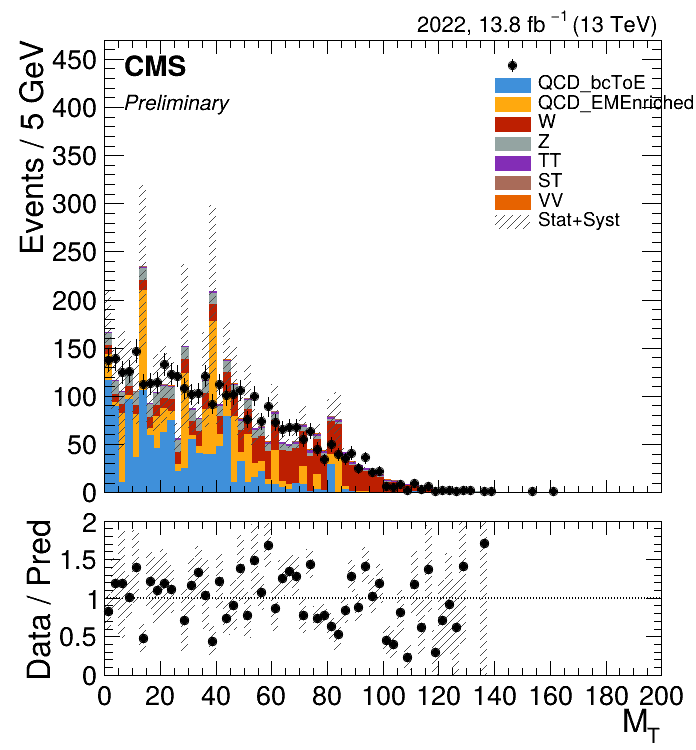 2022, 13.8 fb⁻¹ (13 TeV)
Events / 5 GeV
450
400
350
300
250
200
150
100
50
0
CMS
Preliminary
QCD_bcToE
QCD_EMEnriched
W
Z
TT
ST
VV
Stat+Syst
Data / Pred
2
1.5
1
0.5
0
0 20 40 60 80 100 120 140 160 180 200
M_T